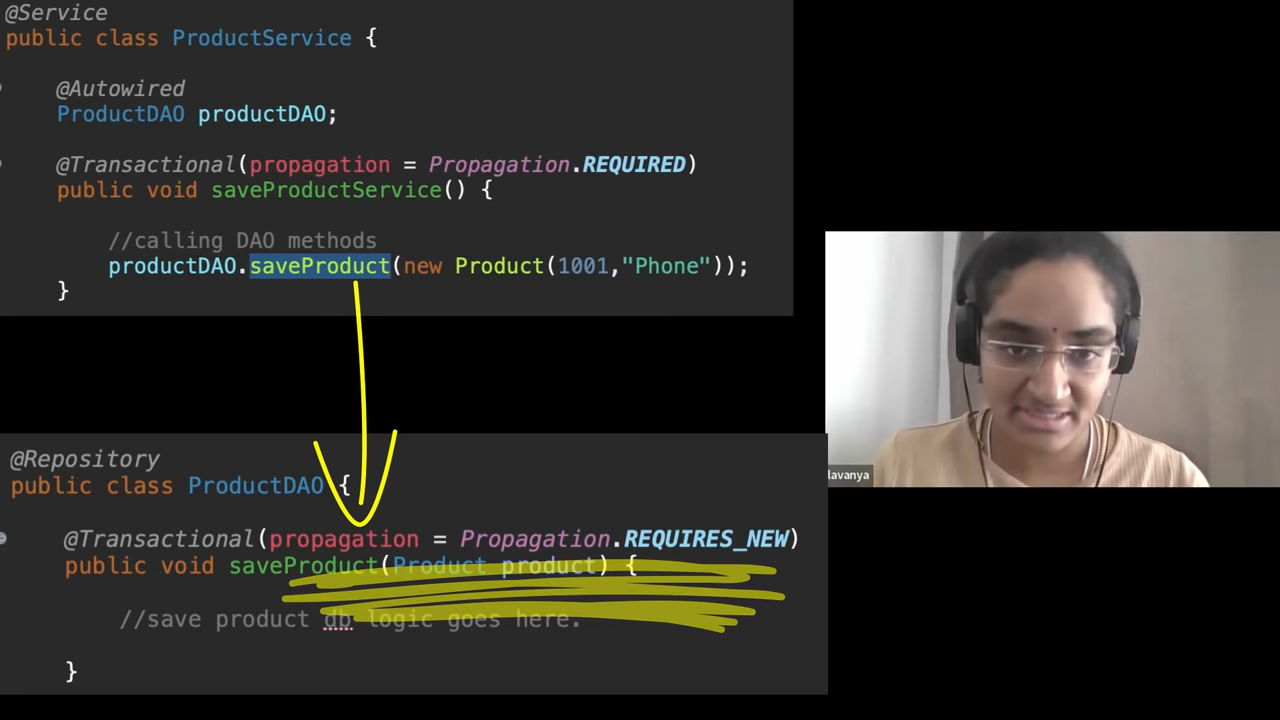 @Service
public class ProductService {
@Autowired
ProductDAO productDAO;
@Transactional(propagation = Propagation.REQUIRED)
public void saveProductService() {
//calling DAO methods
productDAO.saveProduct(new Product(1001,"Phone"));
}
@Repository
public class ProductDAO {
@Transactional(propagation = Propagation.REQUIRES_NEW)
public void saveProduct(Product product) {
//save product db logic goes here.
}
lavanya